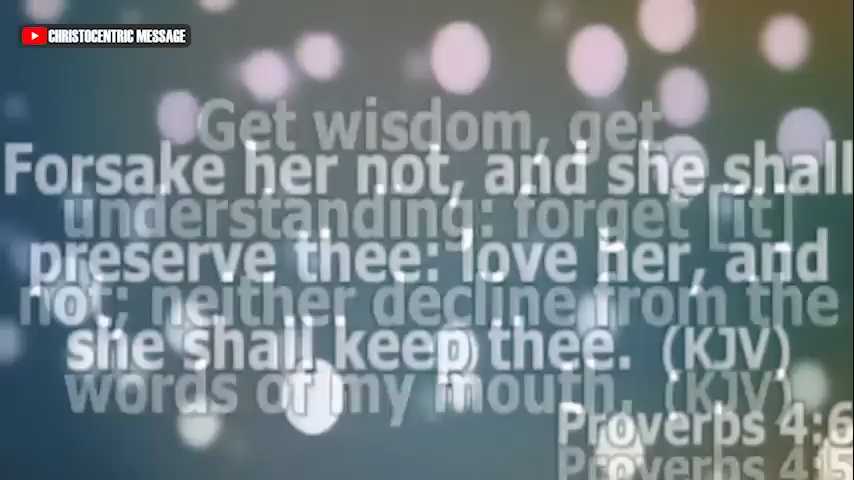 CHRISTOCENTRIC MESSAGE
Get wisdom, get
understanding: forget [it]
not; neither decline from the
words of my mouth. (KJV)
Proverbs 4:5
Forsake her not, and she shall
preserve thee: love her, and
she shall keep thee. (KJV)
Proverbs 4:6